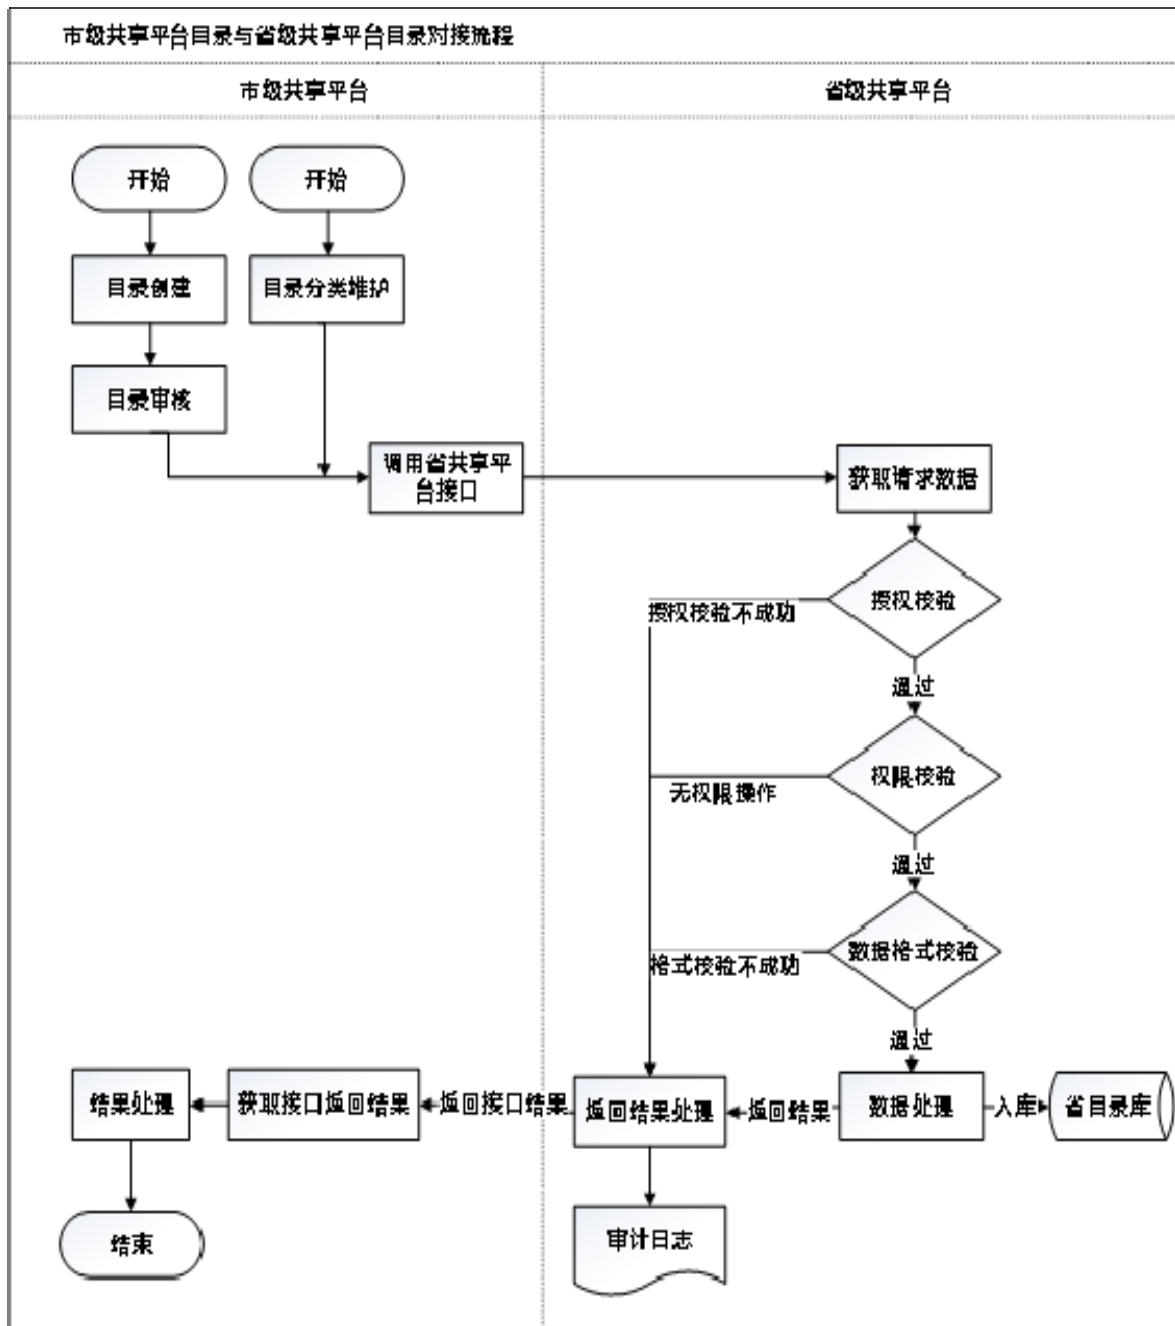 市级共享平台目录与省级共享平台目录对接流程
市级共享平台
省级共享平台
开始
开始
目录创建
目录分类维护
目录审核
调用省共享平
台接口
获取请求数据
授权校验
授权校验不成功
通过
权限校验
无权限操作
通过
数据格式校验
格式校验不成功
通过
结果处理
获取接口返回结果
返回接口结果
返回结果处理
返回结果
数据处理
入库
省目录库
结束
审计日志